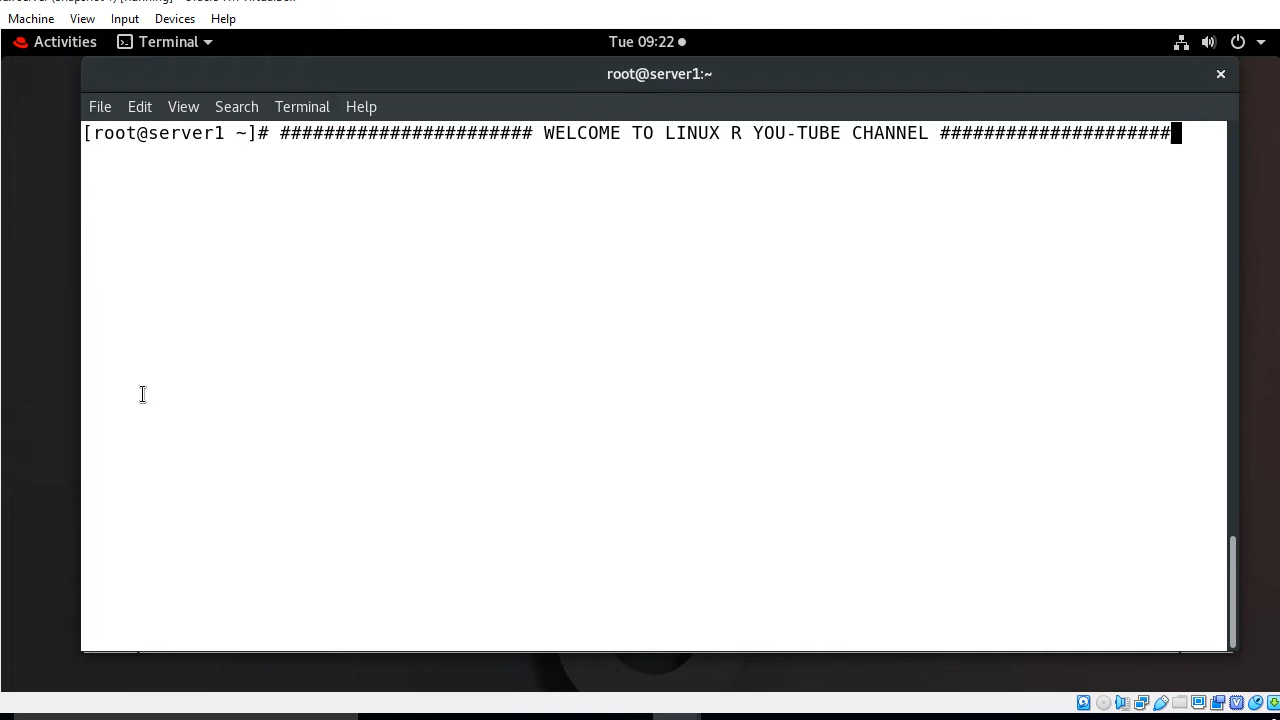 Machine View Input Devices Help
Activities Terminal Tue 09:22
root@server1:~
File Edit View Search Terminal Help
[root@server1 ~]# ####################### WELCOME TO LINUX R YOU-TUBE CHANNEL #####################